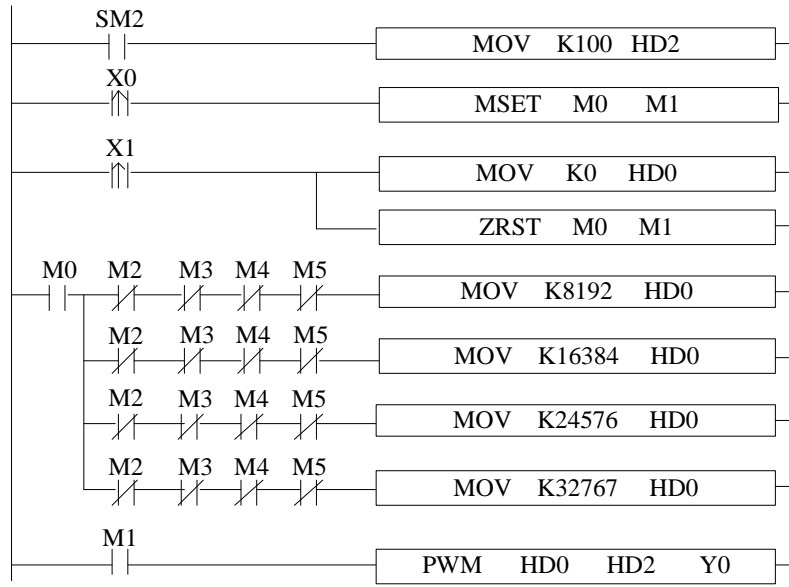 SM2
MOV K100 HD2
X0
MSET M0 M1
X1
MOV K0 HD0
ZRST M0 M1
M0 M2 M3 M4 M5
MOV K8192 HD0
M2 M3 M4 M5
MOV K16384 HD0
M2 M3 M4 M5
MOV K24576 HD0
M2 M3 M4 M5
MOV K32767 HD0
M1
PWM HD0 HD2 Y0